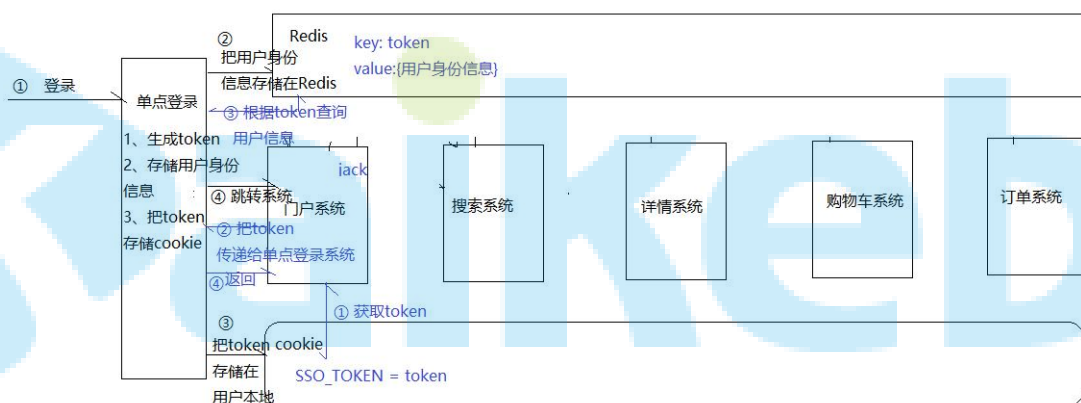 Redis
key: token
value:{用户身份信息}
②
把用户身份
信息存储在Redis
① 登录
单点登录
1、生成token
2、存储用户身份
信息
3、把token
存储cookie
③ 根据token查询
用户信息
jack
④ 跳转系统
门户系统
搜索系统
详情系统
购物车系统
订单系统
② 把token
传递给单点登录系统
④返回
① 获取token
③
把token
存储在
用户本地
cookie
SSO_TOKEN = token
aikeb